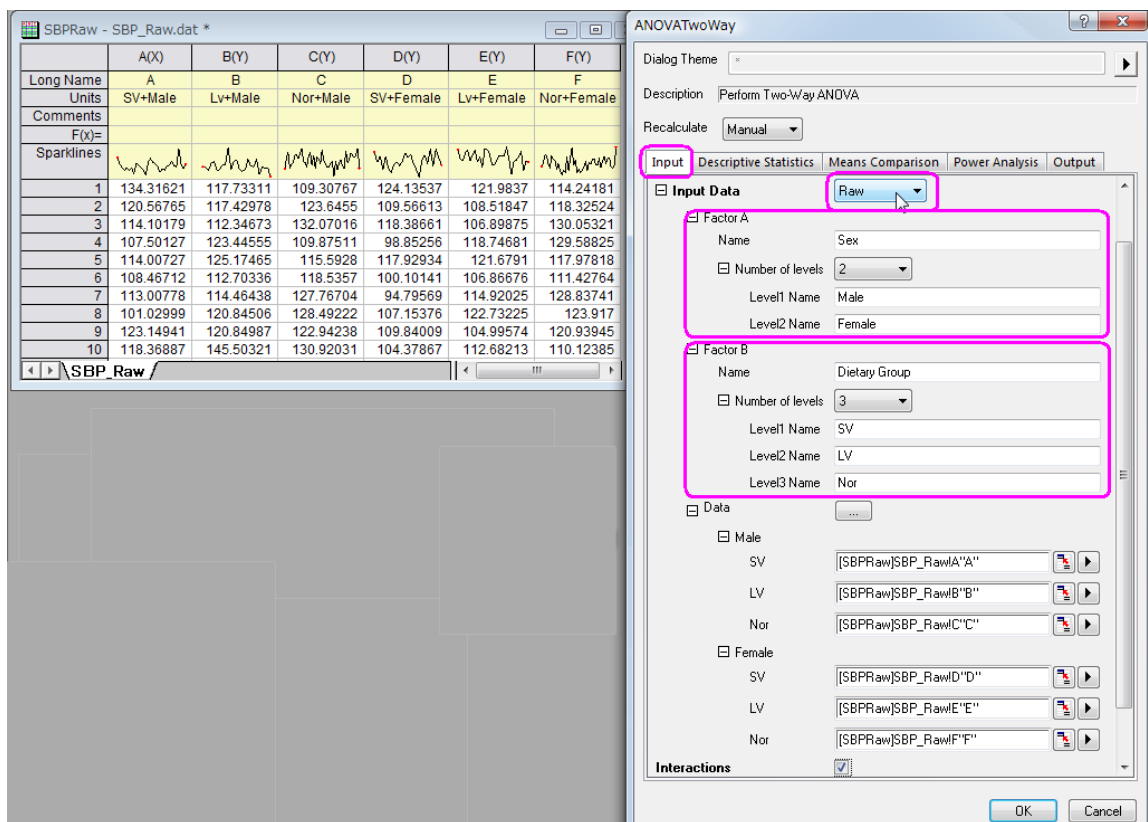 SBPRaw - SBP_Raw.dat *
A(X) B(Y) C(Y) D(Y) E(Y) F(Y)
Long Name A B C D E F
Units SV+Male Lv+Male Nor+Male SV+Female Lv+Female Nor+Female
Comments
F(x)=
Sparklines
1 134.31621 117.73311 109.30767 124.13537 121.9837 114.24181
2 120.56765 117.42978 123.6455 109.56613 108.51847 118.32524
3 114.10179 112.34673 132.07016 118.38661 106.89875 130.05321
4 107.50127 123.44555 109.87511 98.85256 118.74681 129.58825
5 114.00727 125.17465 115.5928 117.92934 121.6791 117.97818
6 108.46712 112.70336 118.5357 100.10141 106.86676 111.42764
7 113.00778 114.46438 127.76704 94.79569 114.92025 128.83741
8 101.02999 120.84506 128.49222 107.15376 122.73225 123.917
9 123.14941 120.84987 122.94238 109.84009 104.99574 120.93945
10 118.36887 145.50321 130.92031 104.37867 112.68213 110.12385
SBP_Raw
ANOVATwoWay
Dialog Theme *
Description Perform Two-Way ANOVA
Recalculate Manual
Input Descriptive Statistics Means Comparison Power Analysis Output
Input Data Raw
Factor A
Name Sex
Number of levels 2
Level1 Name Male
Level2 Name Female
Factor B
Name Dietary Group
Number of levels 3
Level1 Name SV
Level2 Name LV
Level3 Name Nor
Data ...
Male
SV [SBPRaw]SBP_Raw!A"A"
LV [SBPRaw]SBP_Raw!B"B"
Nor [SBPRaw]SBP_Raw!C"C"
Female
SV [SBPRaw]SBP_Raw!D"D"
LV [SBPRaw]SBP_Raw!E"E"
Nor [SBPRaw]SBP_Raw!F"F"
Interactions
OK Cancel